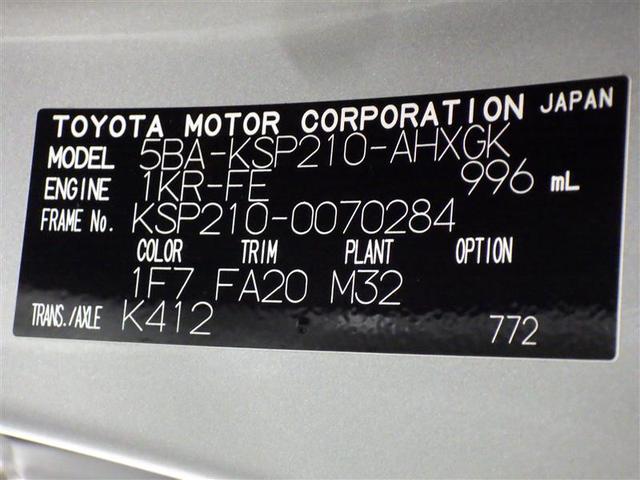 TOYOTA MOTOR CORPORATION JAPAN
MODEL 5BA-KSP210-AHXGK
ENGINE 1KR-FE 996 mL
FRAME No. KSP210-0070284
COLOR TRIM PLANT OPTION
1F7 FA20 M32
TRANS./AXLE K412
772